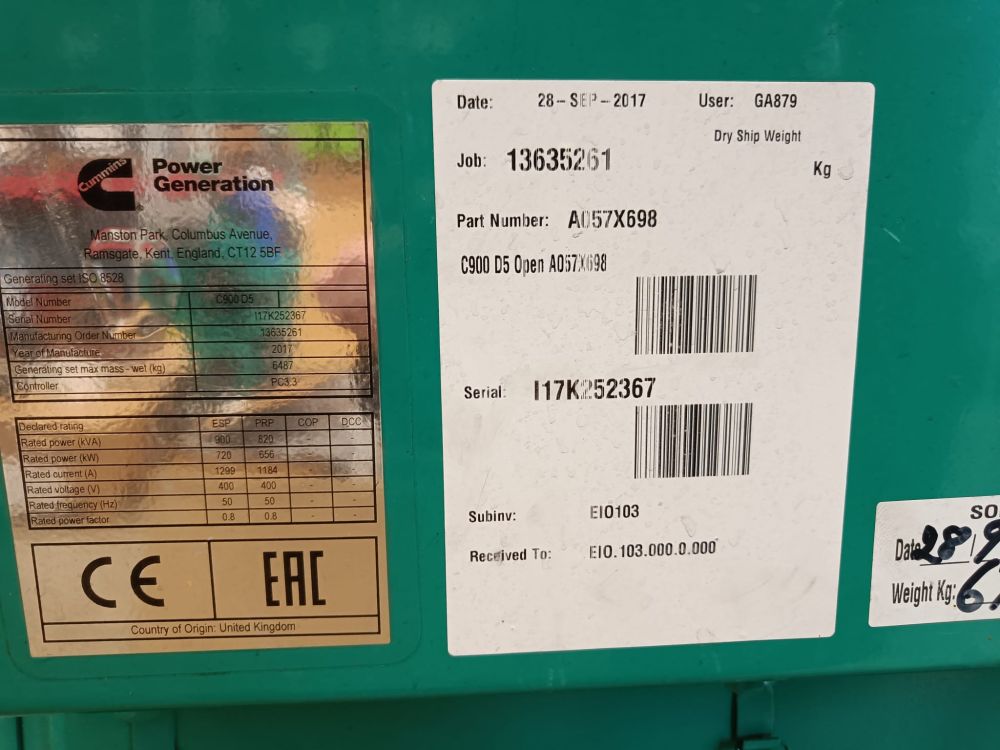 Cummins
Power
Generation
Manston Park, Columbus Avenue,
Ramsgate, Kent, England, CT12 5BF
Generating set ISO 8528
Model Number C900 D5
Serial Number I17K252367
Manufacturing Order Number 13635261
Year of Manufacture 2017
Generating set max mass - wet (kg) 6487
Controller PC3.3
Declared rating ESP PRP COP DCC
Rated power (kVA) 900 820 - -
Rated power (kW) 720 656 - -
Rated current (A) 1299 1184 - -
Rated voltage (V) 400 400 - -
Rated frequency (Hz) 50 50 - -
Rated power factor 0.8 0.8 - -
CE EAC
Country of Origin: United Kingdom
Date: 28-SEP-2017 User: GA879
Dry Ship Weight
Job: 13635261 Kg
Part Number: A057X698
C900 D5 Open A057X698
Serial: I17K252367
Subinv: EIO103
Received To: EIO.103.000.0.000
SO
Date 28/9
Weight Kg: